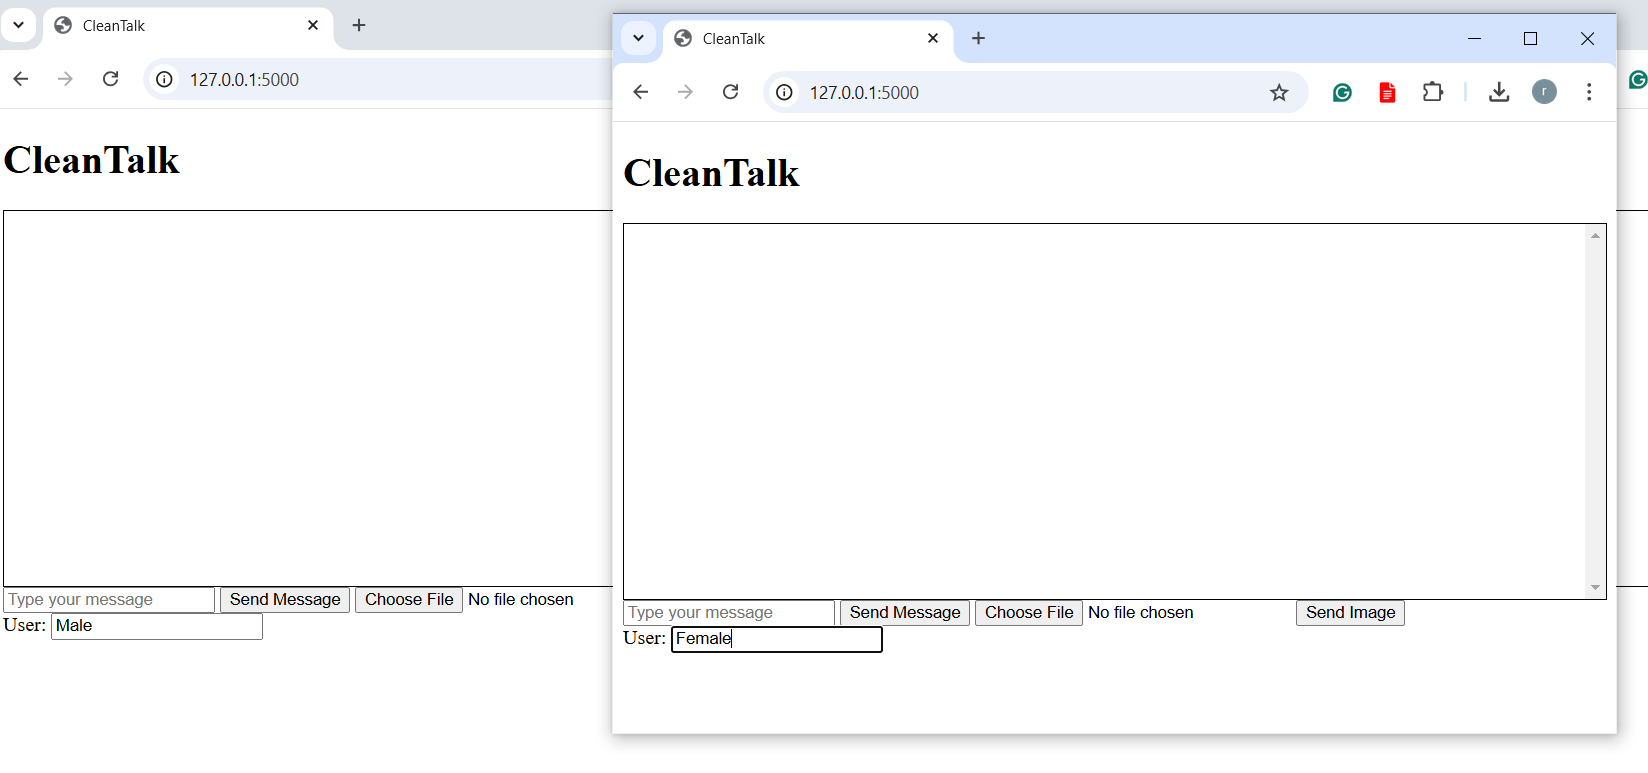 CleanTalk
127.0.0.1:5000
CleanTalk
Type your message Send Message Choose File No file chosen
User: Male
CleanTalk
127.0.0.1:5000
r
CleanTalk
Type your message Send Message Choose File No file chosen Send Image
User: Female